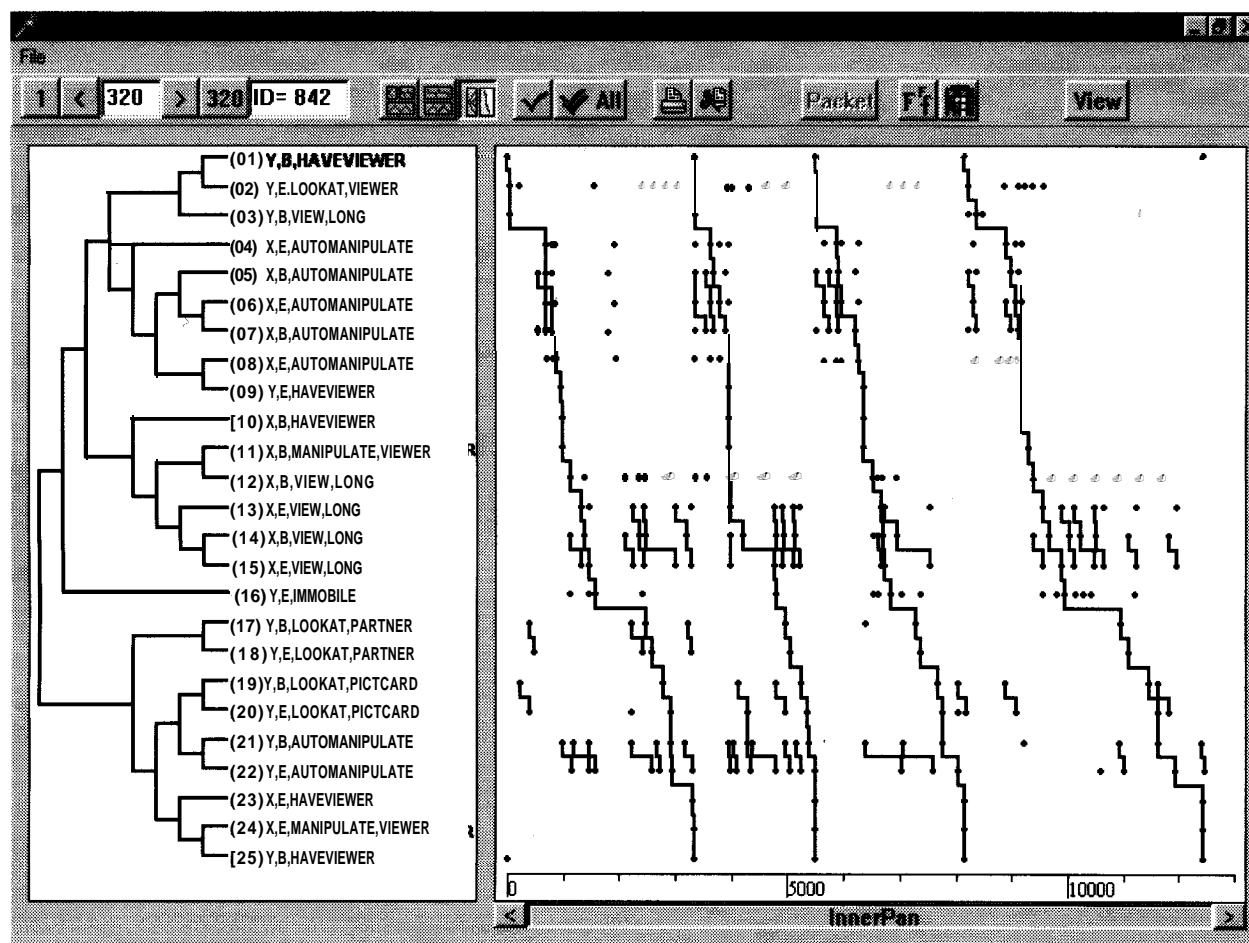 File
1 < 320 > 320 ID= 842 All Packet F'f View
(01) Y,B,HAVEVIEWER
(02) Y,E,LOOKAT,VIEWER
(03) Y,B,VIEW,LONG
(04) X,E,AUTOMANIPULATE
(05) X,B,AUTOMANIPULATE
(06) X,E,AUTOMANIPULATE
(07) X,B,AUTOMANIPULATE
(08) X,E,AUTOMANIPULATE
(09) Y,E,HAVEVIEWER
[10) X,B,HAVEVIEWER
(11) X,B,MANIPULATE,VIEWER
(12) X,B,VIEW,LONG
(13) X,E,VIEW,LONG
(14) X,B,VIEW,LONG
(15) X,E,VIEW,LONG
(16) Y,E,IMMOBILE
(17) Y,B,LOOKAT,PARTNER
(18) Y,E,LOOKAT,PARTNER
(19) Y,B,LOOKAT,PICTCARD
(20) Y,E,LOOKAT,PICTCARD
(21) Y,B,AUTOMANIPULATE
(22) Y,E,AUTOMANIPULATE
(23) X,E,HAVEVIEWER
(24) X,E,MANIPULATE,VIEWER
[25) Y,B,HAVEVIEWER
0 5000 10000
< InnerPan >